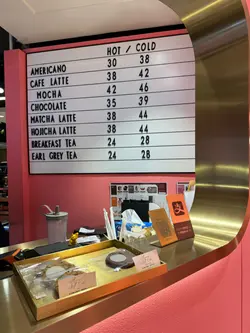 HOT / COLD
AMERICANO 30 38
CAFE LATTE 38 42
MOCHA 42 46
CHOCOLATE 35 39
MATCHA LATTE 38 44
HOJICHA LATTE 38 44
BREAKFAST TEA 24 28
EARL GREY TEA 24 28